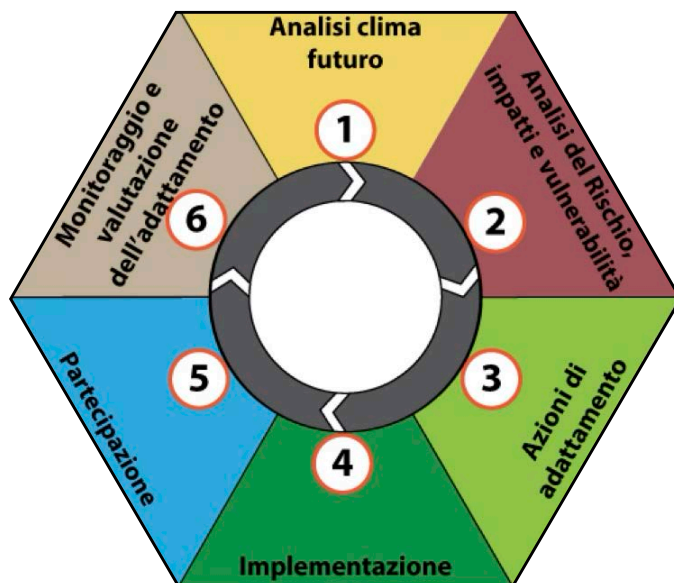 Analisi clima
futuro
1
Analisi del Rischio,
impatti e vulnerabilità
2
3
Azioni di
adattamento
4
Implementazione
5
Partecipazione
6
Monitoraggio e
valutazione
dell'adattamento